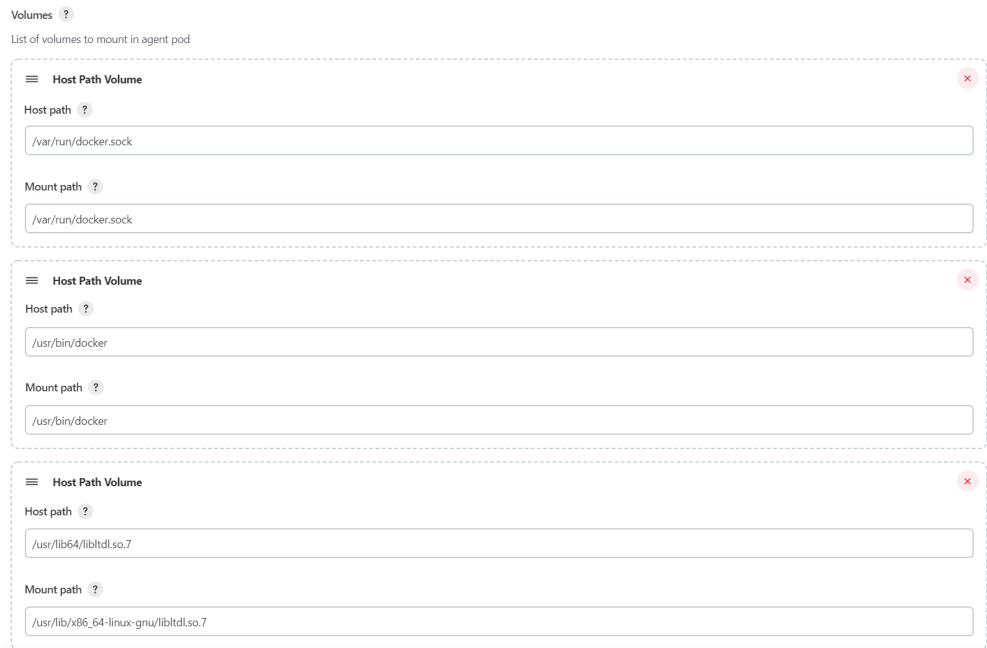 Volumes ?
List of volumes to mount in agent pod
Host Path Volume
Host path ?
/var/run/docker.sock
Mount path ?
/var/run/docker.sock
Host Path Volume
Host path ?
/usr/bin/docker
Mount path ?
/usr/bin/docker
Host Path Volume
Host path ?
/usr/lib64/libltdl.so.7
Mount path ?
/usr/lib/x86_64-linux-gnu/libltdl.so.7